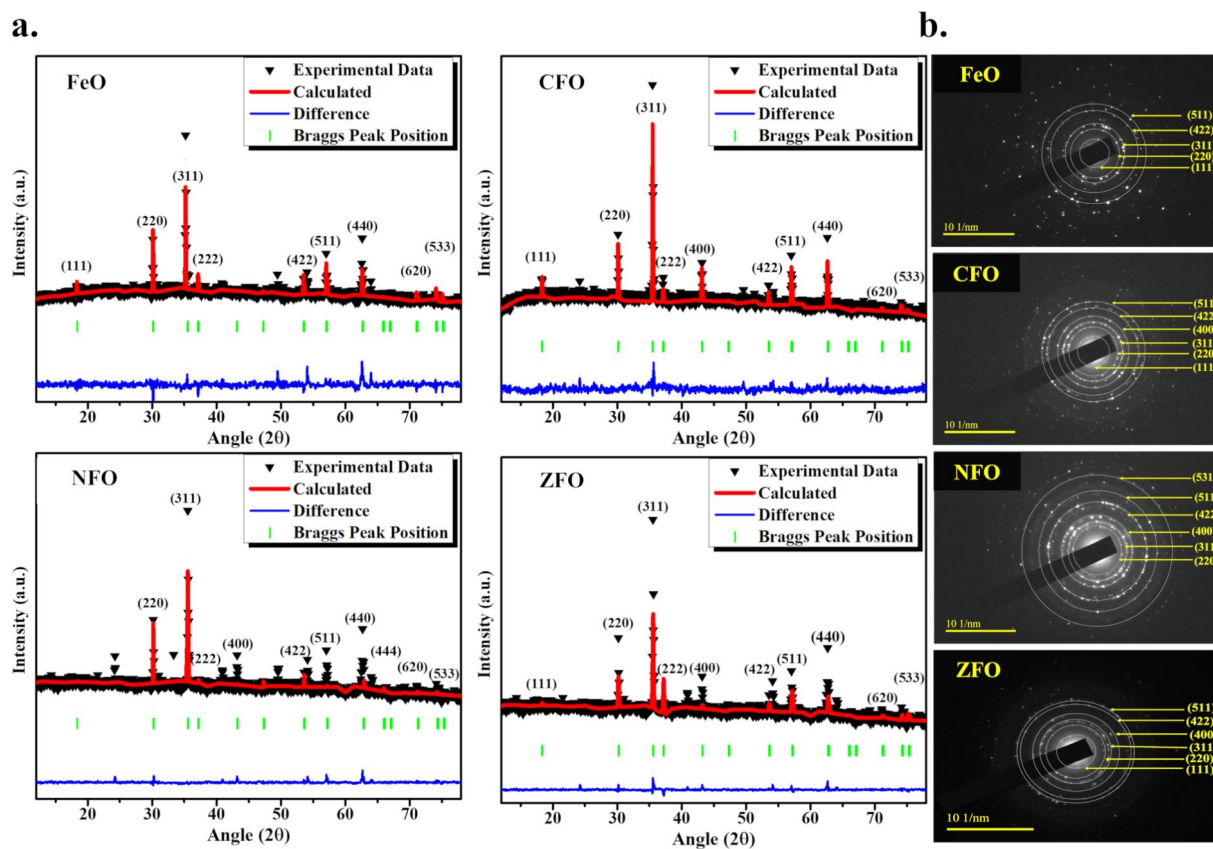 a.
FeO
Experimental Data
Calculated
Difference
Braggs Peak Position
(111)
(220)
(311)
(222)
(422)
(511)
(440)
(620)
(533)
Intensity (a.u.)
20 30 40 50 60 70
Angle (2θ)
CFO
Experimental Data
Calculated
Difference
Braggs Peak Position
(111)
(220)
(311)
(222)
(400)
(422)
(511)
(440)
(620)
(533)
Intensity (a.u.)
20 30 40 50 60 70
Angle (2θ)
NFO
Experimental Data
Calculated
Difference
Braggs Peak Position
(220)
(311)
(222)
(400)
(422)
(511)
(440)
(444)
(620)
(533)
Intensity (a.u.)
20 30 40 50 60 70
Angle (2θ)
ZFO
Experimental Data
Calculated
Difference
Braggs Peak Position
(111)
(220)
(311)
(222)
(400)
(422)
(511)
(440)
(620)
(533)
Intensity (a.u.)
20 30 40 50 60 70
Angle (2θ)
b.
FeO
(511)
(422)
(311)
(220)
(111)
10 1/nm
CFO
(511)
(422)
(400)
(311)
(220)
(111)
10 1/nm
NFO
(531)
(511)
(422)
(400)
(311)
(220)
10 1/nm
ZFO
(511)
(422)
(400)
(311)
(220)
(111)
10 1/nm